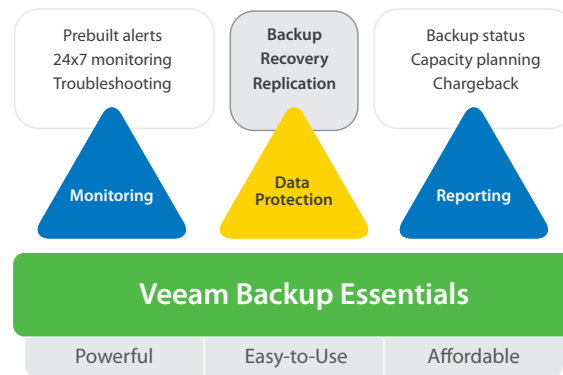 Prebuilt alerts
24x7 monitoring
Troubleshooting
Backup
Recovery
Replication
Backup status
Capacity planning
Chargeback
Monitoring
Data
Protection
Reporting
Veeam Backup Essentials
Powerful
Easy-to-Use
Affordable